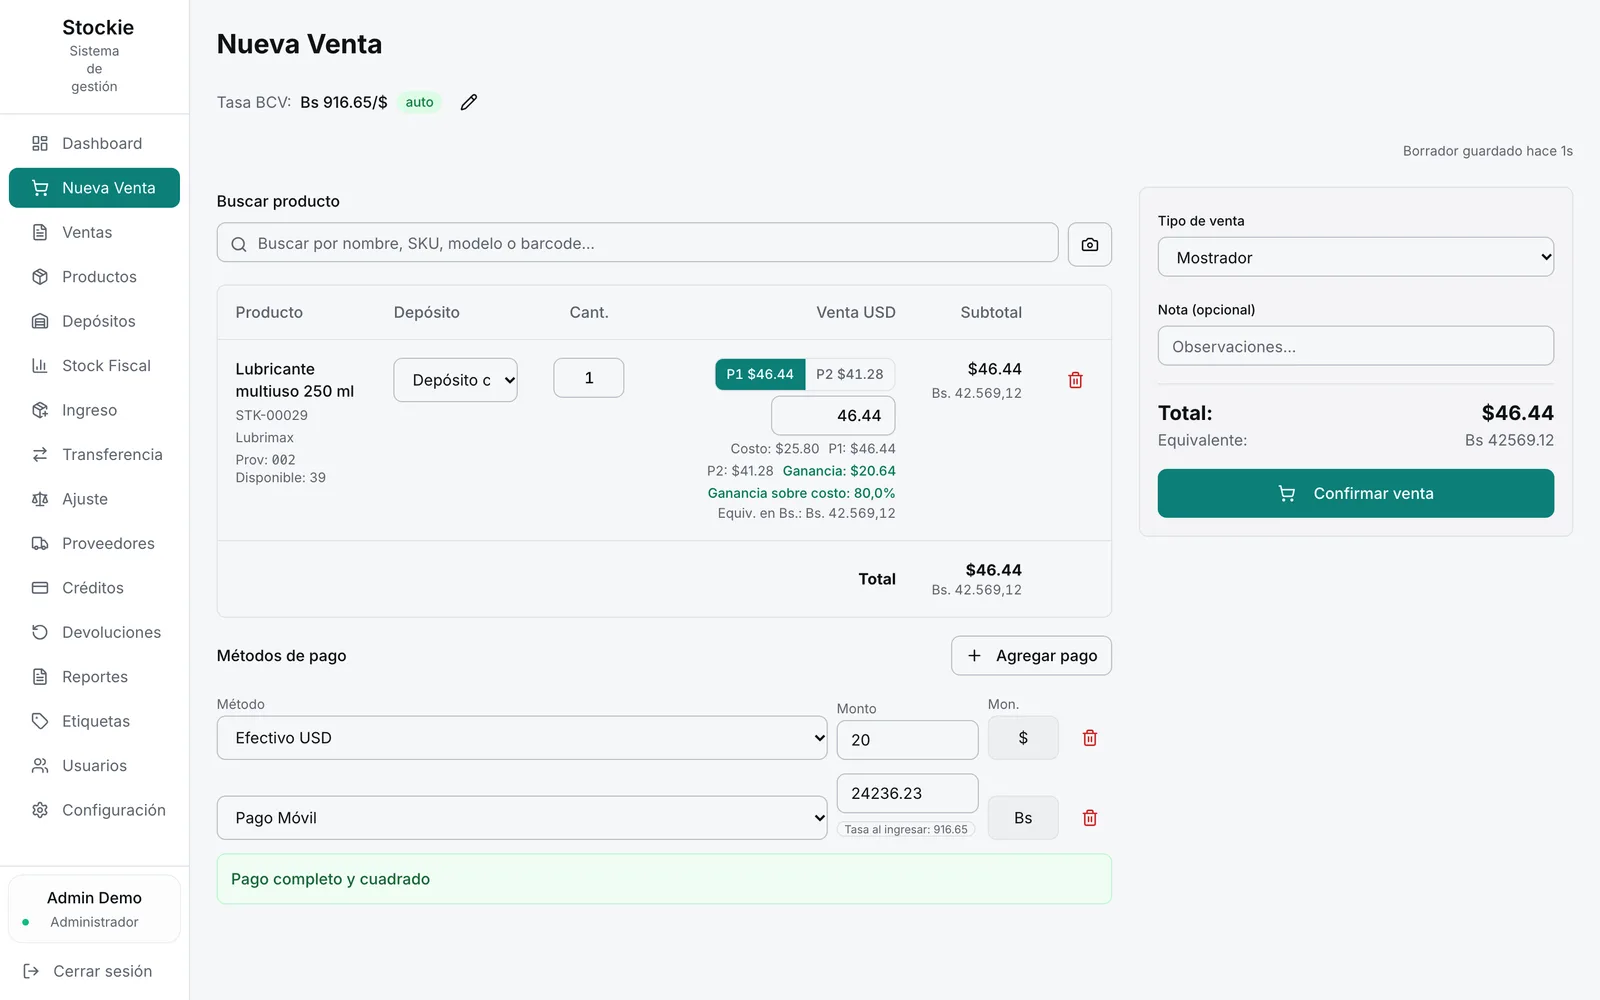 Stockie
Sistema
de
gestión
Dashboard
Nueva Venta
Ventas
Productos
Depósitos
Stock Fiscal
Ingreso
Transferencia
Ajuste
Proveedores
Créditos
Devoluciones
Reportes
Etiquetas
Usuarios
Configuración
Admin Demo
Administrador
Cerrar sesión
Nueva Venta
Tasa BCV: Bs 916.65/$ auto
Borrador guardado hace 1s
Buscar producto
Buscar por nombre, SKU, modelo o barcode...
Producto Depósito Cant. Venta USD Subtotal
Lubricante
multiuso 250 ml
STK-00029
Lubrimax
Prov: 002
Disponible: 39
Depósito c
1
P1 $46.44 P2 $41.28
46.44
Costo: $25.80 P1: $46.44
P2: $41.28 Ganancia: $20.64
Ganancia sobre costo: 80,0%
Equiv. en Bs.: Bs. 42.569,12
$46.44
Bs. 42.569,12
Total $46.44
Bs. 42.569,12
Métodos de pago
Agregar pago
Método Monto Mon.
Efectivo USD 20 $
Pago Móvil 24236.23 Bs
Tasa al ingresar: 916.65
Pago completo y cuadrado
Tipo de venta
Mostrador
Nota (opcional)
Observaciones...
Total: $46.44
Equivalente: Bs 42569.12
Confirmar venta